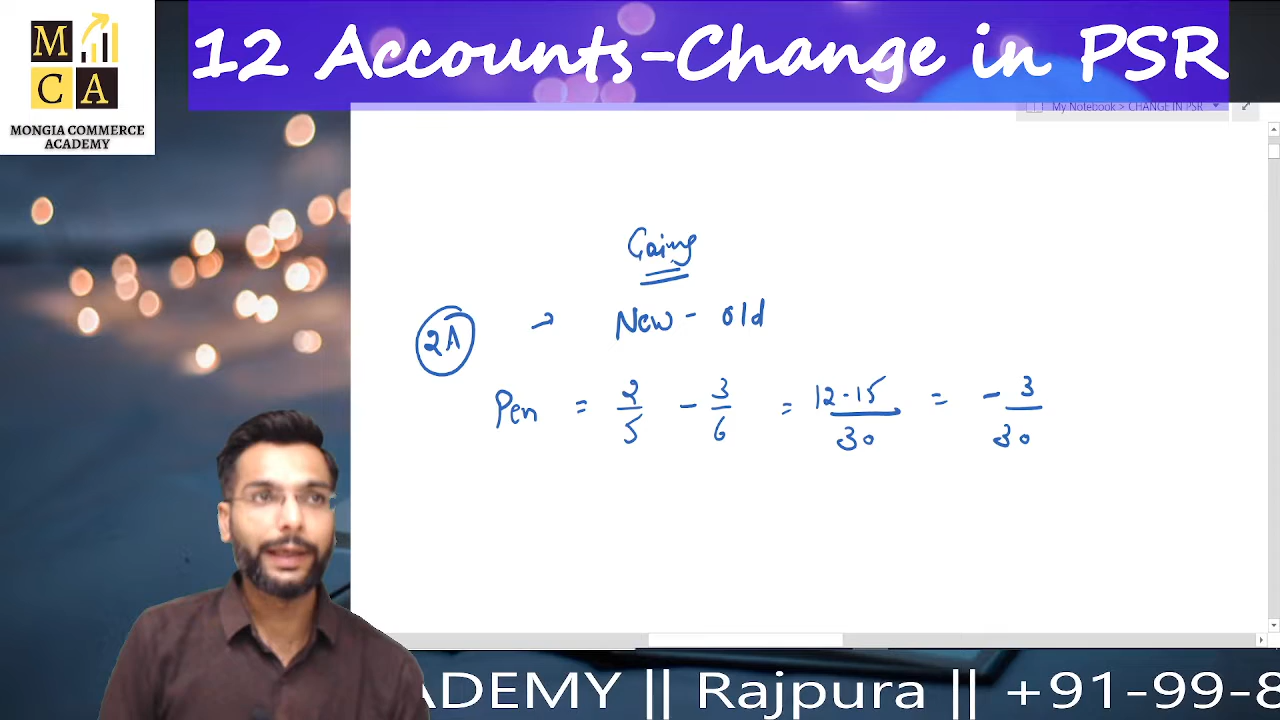 12 Accounts-Change in PSR
M
C A
MONGIA COMMERCE
ACADEMY
My Notebook > CHANGE IN PSR
Gaing
2A → New - old
Pen = 2/5 - 3/6 = 12-15/30 = - 3/30
ADEMY || Rajpura || +91-99-8